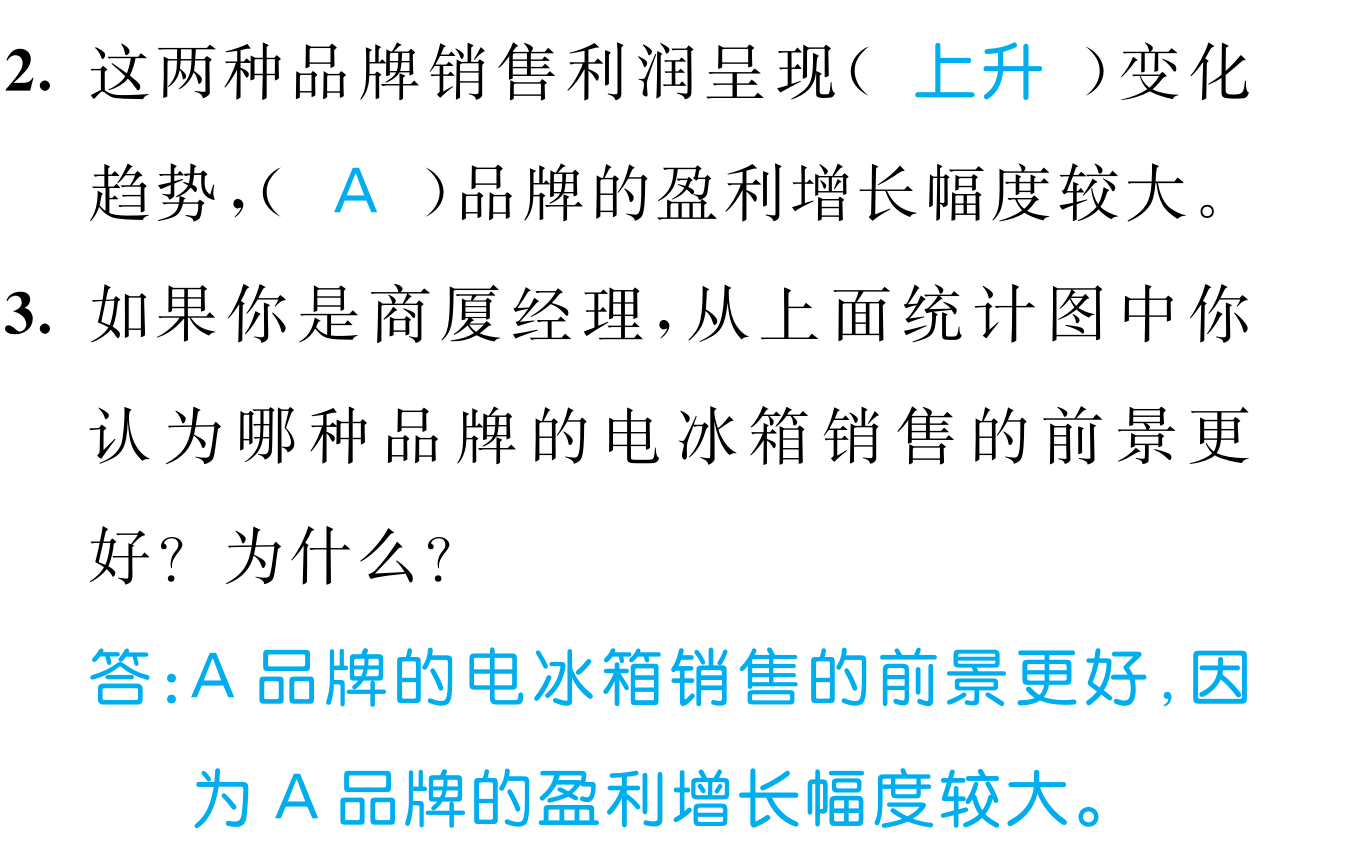 2. 这两种品牌销售利润呈现( 上升 )变化
趋势,( A )品牌的盈利增长幅度较大。
3. 如果你是商厦经理,从上面统计图中你
认为哪种品牌的电冰箱销售的前景更
好? 为什么?
答:A 品牌的电冰箱销售的前景更好,因
为 A 品牌的盈利增长幅度较大。